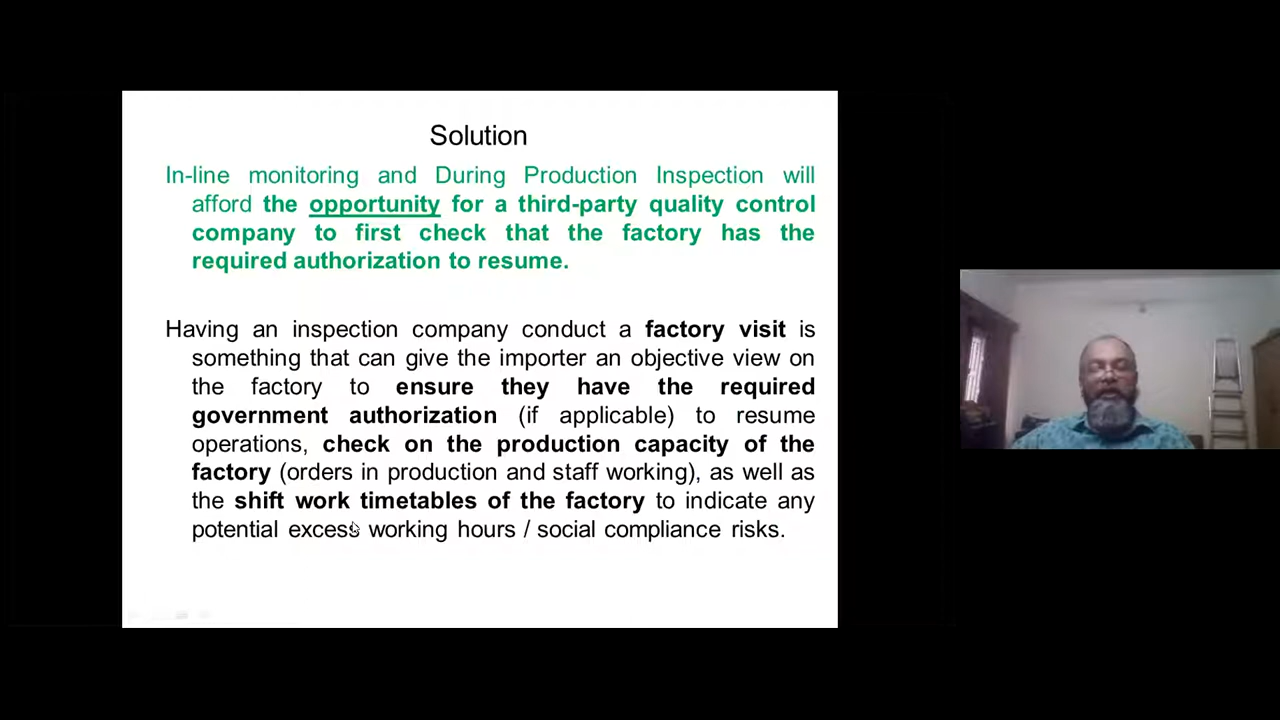 Solution
In-line monitoring and During Production Inspection will
afford the opportunity for a third-party quality control
company to first check that the factory has the
required authorization to resume.
Having an inspection company conduct a factory visit is
something that can give the importer an objective view on
the factory to ensure they have the required
government authorization (if applicable) to resume
operations, check on the production capacity of the
factory (orders in production and staff working), as well as
the shift work timetables of the factory to indicate any
potential excess working hours / social compliance risks.